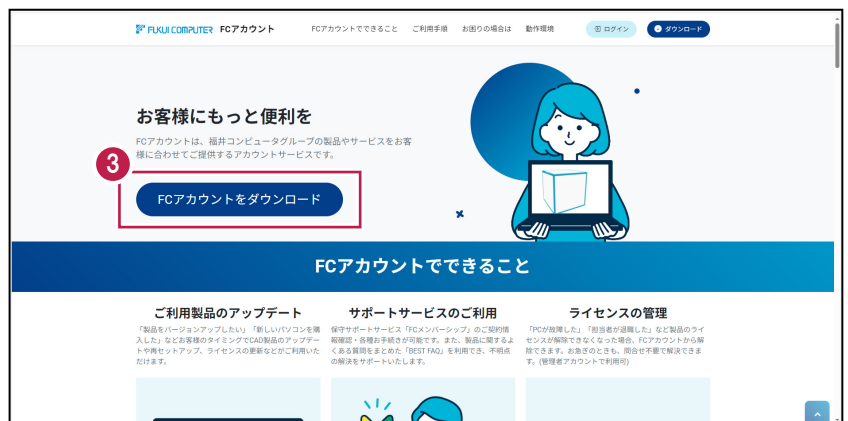 FUKUI COMPUTER FCアカウント FCアカウントでできること ご利用手順 お困りの場合は 動作環境 ログイン ダウンロード
お客様にもっと便利を
FCアカウントは、福井コンピュータグループの製品やサービスをお客
様に合わせてご提供するアカウントサービスです。
3
FCアカウントをダウンロード
FCアカウントでできること
ご利用製品のアップデート
「製品をバージョンアップしたい」「新しいパソコンを購
入した」などお客様のタイミングでCAD製品のアップデー
トや再セットアップ、ライセンスの更新などがご利用いた
だけます。
サポートサービスのご利用
保守サポートサービス「FCメンバーシップ」のご契約情
報確認・各種お手続きが可能です。また、製品に関するよ
くある質問をまとめた「BEST FAQ」を利用でき、不明点
の解決をサポートいたします。
ライセンスの管理
「PCが故障した」「担当者が退職した」など製品のライ
センスが解除できなくなった場合、FCアカウントから解
除できます。お急ぎのときも、問合せ不要で解決できま
す。(管理者アカウントで利用可)